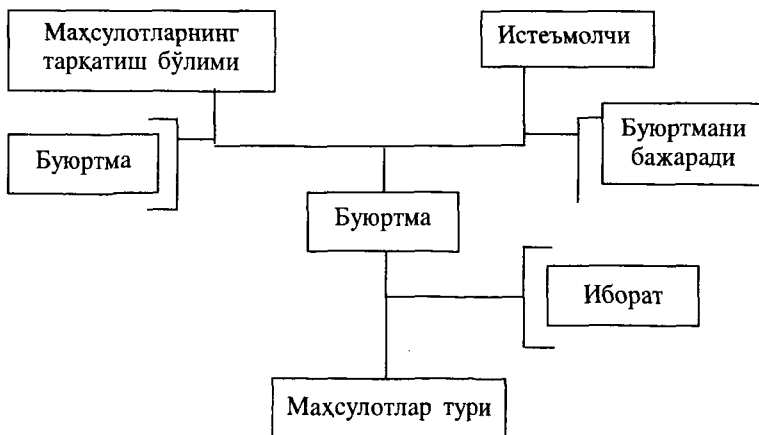 Маҳсулотларнинг
тарқатиш бўлими
Истеъмолчи
Буюртма
Буюртмани
бажаради
Буюртма
Иборат
Маҳсулотлар тури